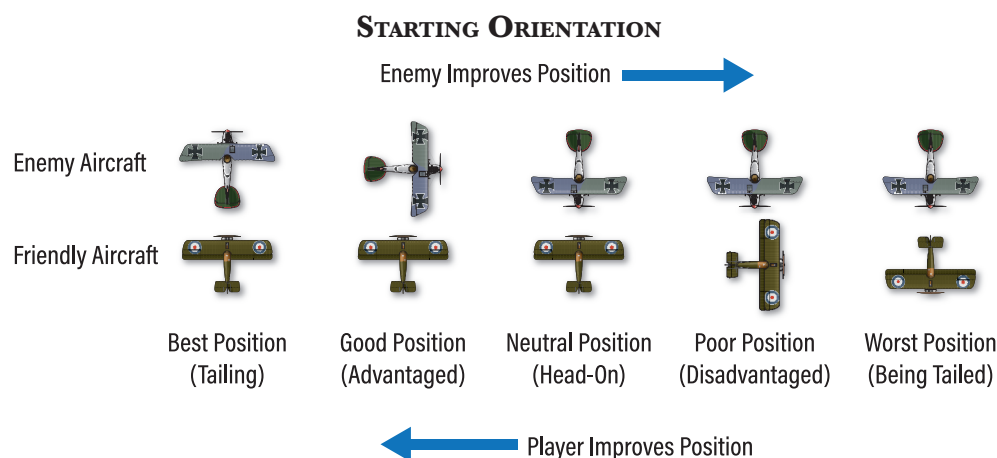 STARTING ORIENTATION
Enemy Improves Position
Enemy Aircraft
Friendly Aircraft
Best Position
(Tailing)
Good Position
(Advantaged)
Neutral Position
(Head-On)
Poor Position
(Disadvantaged)
Worst Position
(Being Tailed)
Player Improves Position